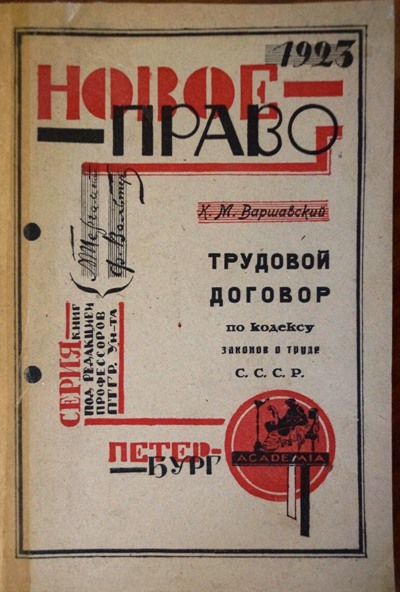 1923
НОВОЕ
ПРАВО
К. М. Варшавский
ТРУДОВОЙ
ДОГОВОР
по кодексу
законов о труде
С. С. С. Р.
СЕРИЯ КНИГ
ПОД РЕДАКЦИЕЙ
ПРОФЕССОРОВ
ПТГР. УН-ТА
ПЕТЕР-
БУРГ
ACADEMIA